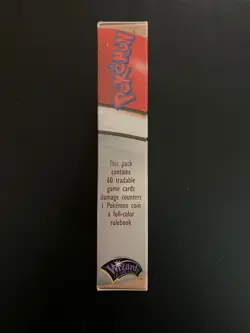 POKéMON
This pack
contains
60 tradable
game cards
damage counters
1 Pokémon coin
a full-color
rulebook
Wizards